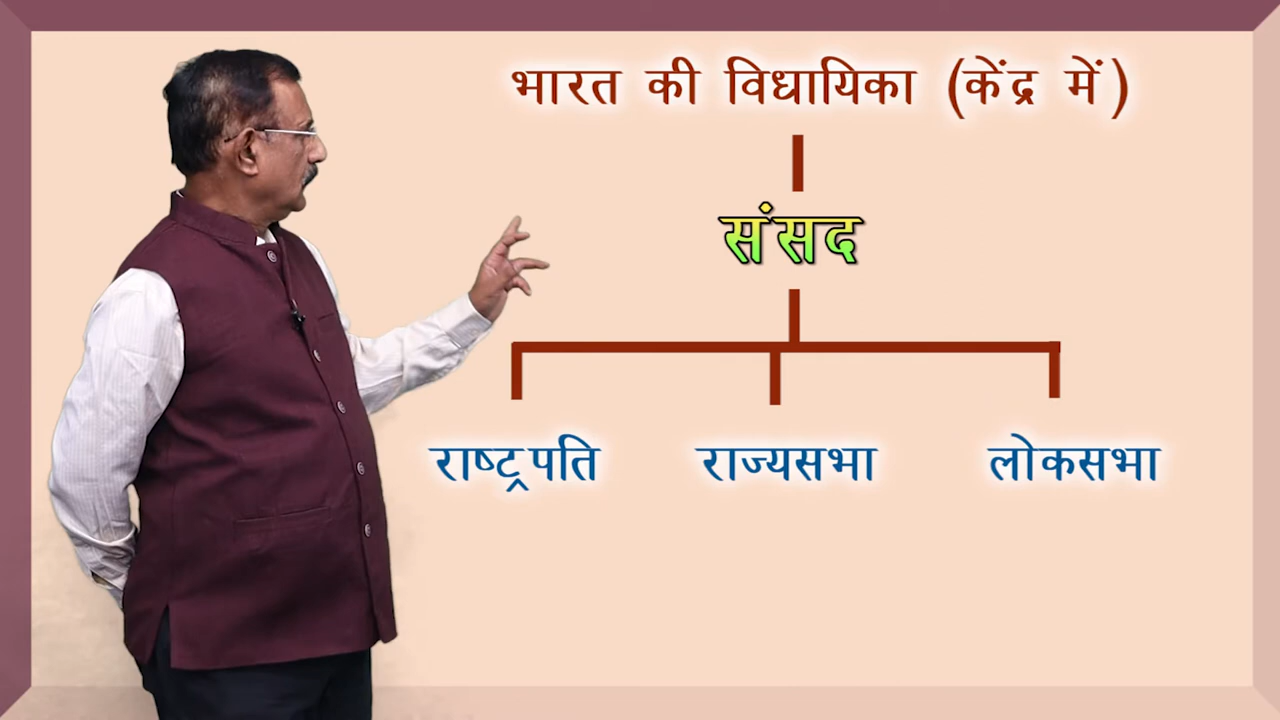 भारत की विधायिका (केंद्र में)
संसद
राष्ट्रपति राज्यसभा लोकसभा